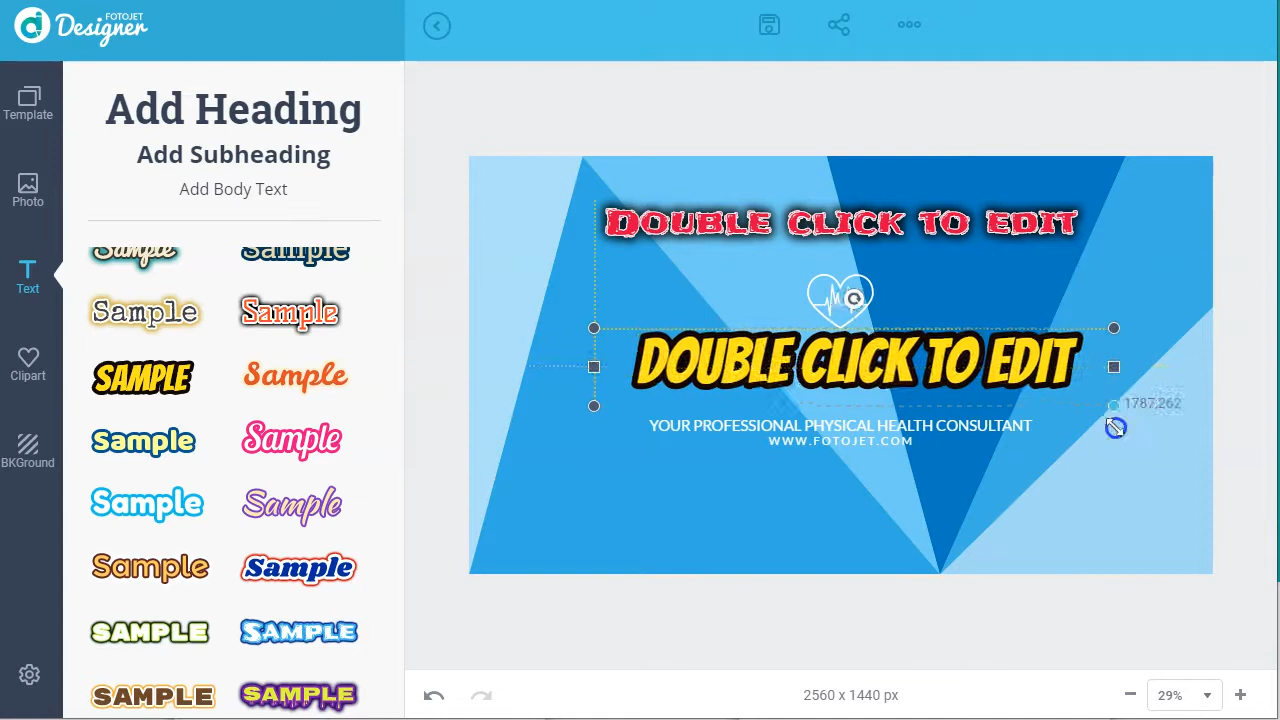 FOTOJET
Designer
Template
Photo
Text
Clipart
BKGround
Add Heading
Add Subheading
Add Body Text
Sample Sample
Sample Sample
SAMPLE Sample
Sample Sample
Sample Sample
Sample Sample
SAMPLE SAMPLE
SAMPLE SAMPLE
DOUBLE CLICK TO EDIT
DOUBLE CLICK TO EDIT
1787,262
YOUR PROFESSIONAL PHYSICAL HEALTH CONSULTANT
WWW.FOTOJET.COM
2560 x 1440 px
29%